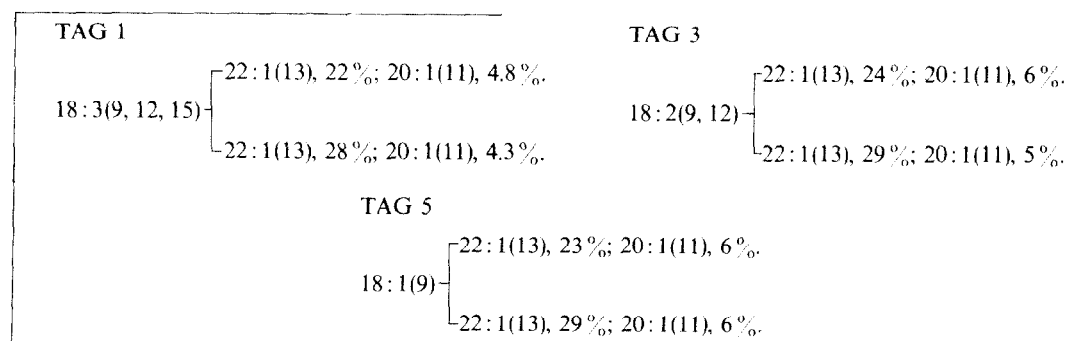 TAG 1
22:1(13), 22%; 20:1(11), 4.8%.
18:3(9, 12, 15)
22:1(13), 28%; 20:1(11), 4.3%.
TAG 3
22:1(13), 24%; 20:1(11), 6%.
18:2(9, 12)
22:1(13), 29%; 20:1(11), 5%.
TAG 5
22:1(13), 23%; 20:1(11), 6%.
18:1(9)
22:1(13), 29%; 20:1(11), 6%.